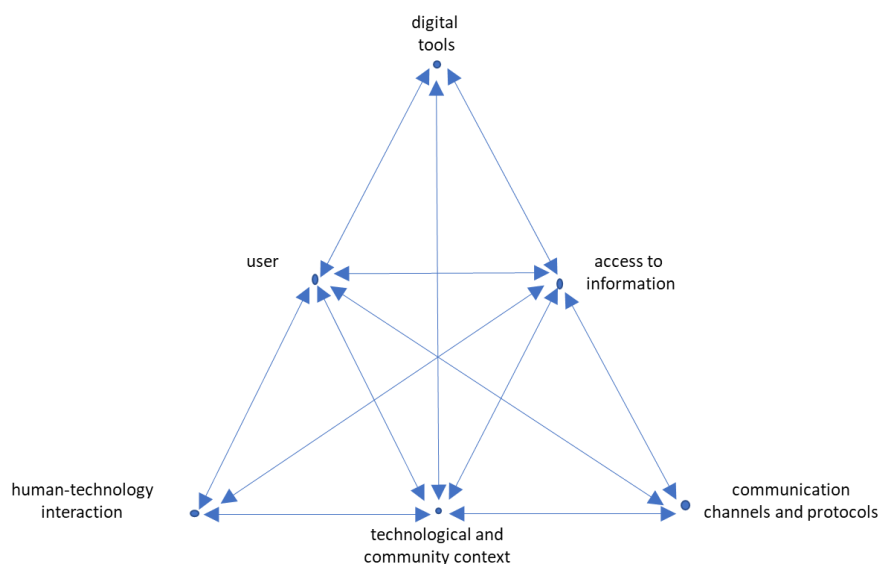 digital
tools
user
access to
information
human-technology
interaction
technological and
community context
communication
channels and protocols